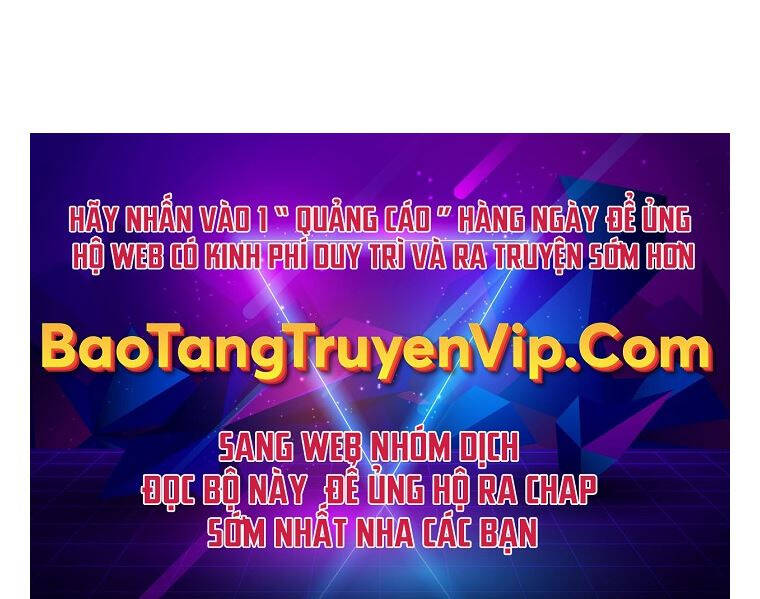 HÃY NHẤN VÀO 1 “ QUẢNG CÁO ” HÀNG NGÀY ĐỂ ỦNG
HỘ WEB CÓ KINH PHÍ DUY TRÌ VÀ RA TRUYỆN SỚM HƠN
BaoTangTruyenVip.Com
SANG WEB NHÓM DỊCH
ĐỌC BỘ NÀY ĐỂ ỦNG HỘ RA CHAP
SỚM NHẤT NHA CÁC BẠN